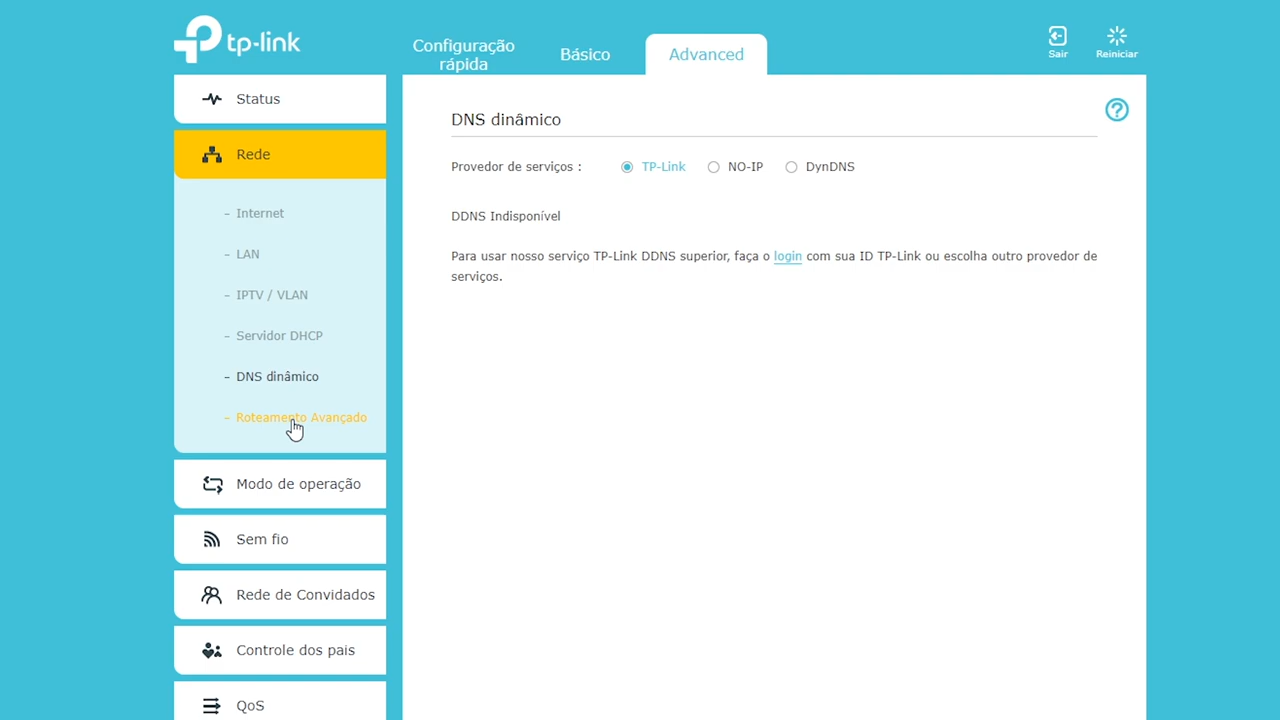 tp-link
Configuração
rápida
Básico
Advanced
Sair
Reiniciar
Status
Rede
- Internet
- LAN
- IPTV / VLAN
- Servidor DHCP
- DNS dinâmico
- Roteamento Avançado
Modo de operação
Sem fio
Rede de Convidados
Controle dos pais
QoS
DNS dinâmico
?
Provedor de serviços : TP-Link NO-IP DynDNS
DDNS Indisponível
Para usar nosso serviço TP-Link DDNS superior, faça o login com sua ID TP-Link ou escolha outro provedor de
serviços.